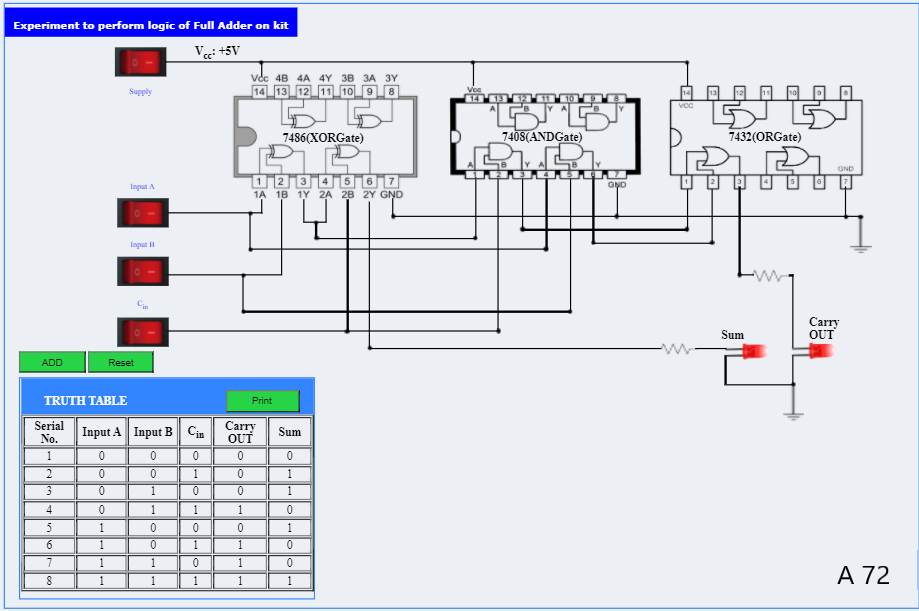 Experiment to perform logic of Full Adder on kit
Vcc: +5V
Supply
Vcc 4B 4A 4Y 3B 3A 3Y
14 13 12 11 10 9 8
7486(XORGate)
1 2 3 4 5 6 7
1A 1B 1Y 2A 2B 2Y GND
Vcc
14 13 12 11 10 9 8
A B Y A B Y
7408(ANDGate)
A B Y A B Y
1 2 3 4 5 6 7
GND
14 13 12 11 10 9 8
VCC
7432(ORGate)
GND
1 2 3 4 5 6 7
Input A
Input B
Cin
Sum
Carry
OUT
ADD Reset
TRUTH TABLE Print
Serial No. Input A Input B Cin Carry OUT Sum
1 0 0 0 0 0
2 0 0 1 0 1
3 0 1 0 0 1
4 0 1 1 1 0
5 1 0 0 0 1
6 1 0 1 1 0
7 1 1 0 1 0
8 1 1 1 1 1
A 72